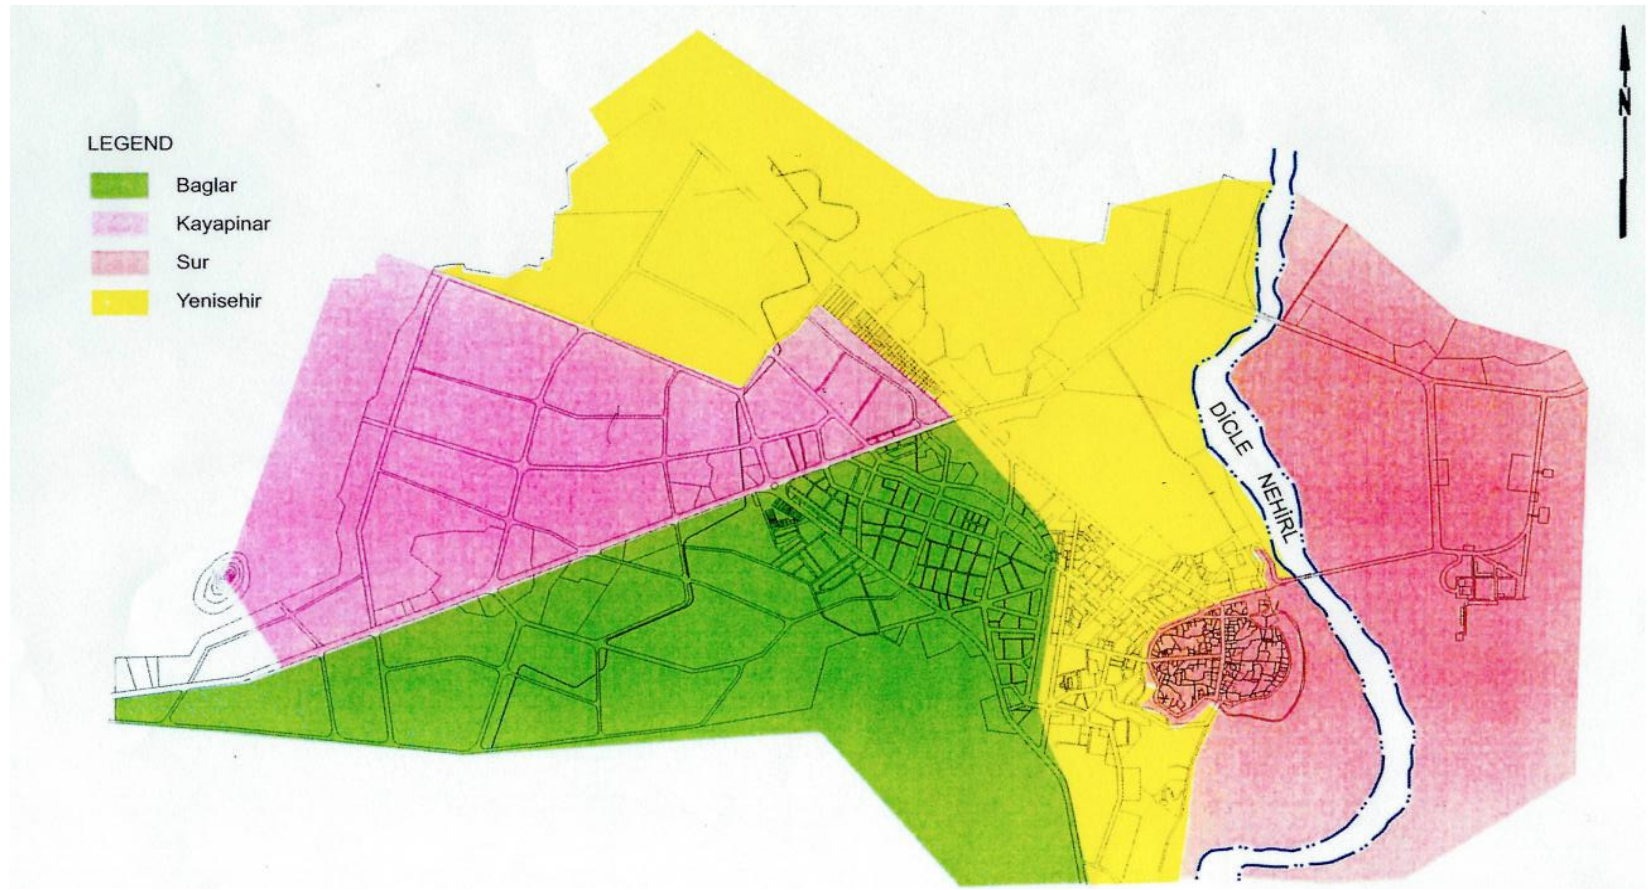 LEGEND
Baglar
Kayapinar
Sur
Yenisehir
N
DİCLE NEHİRİ